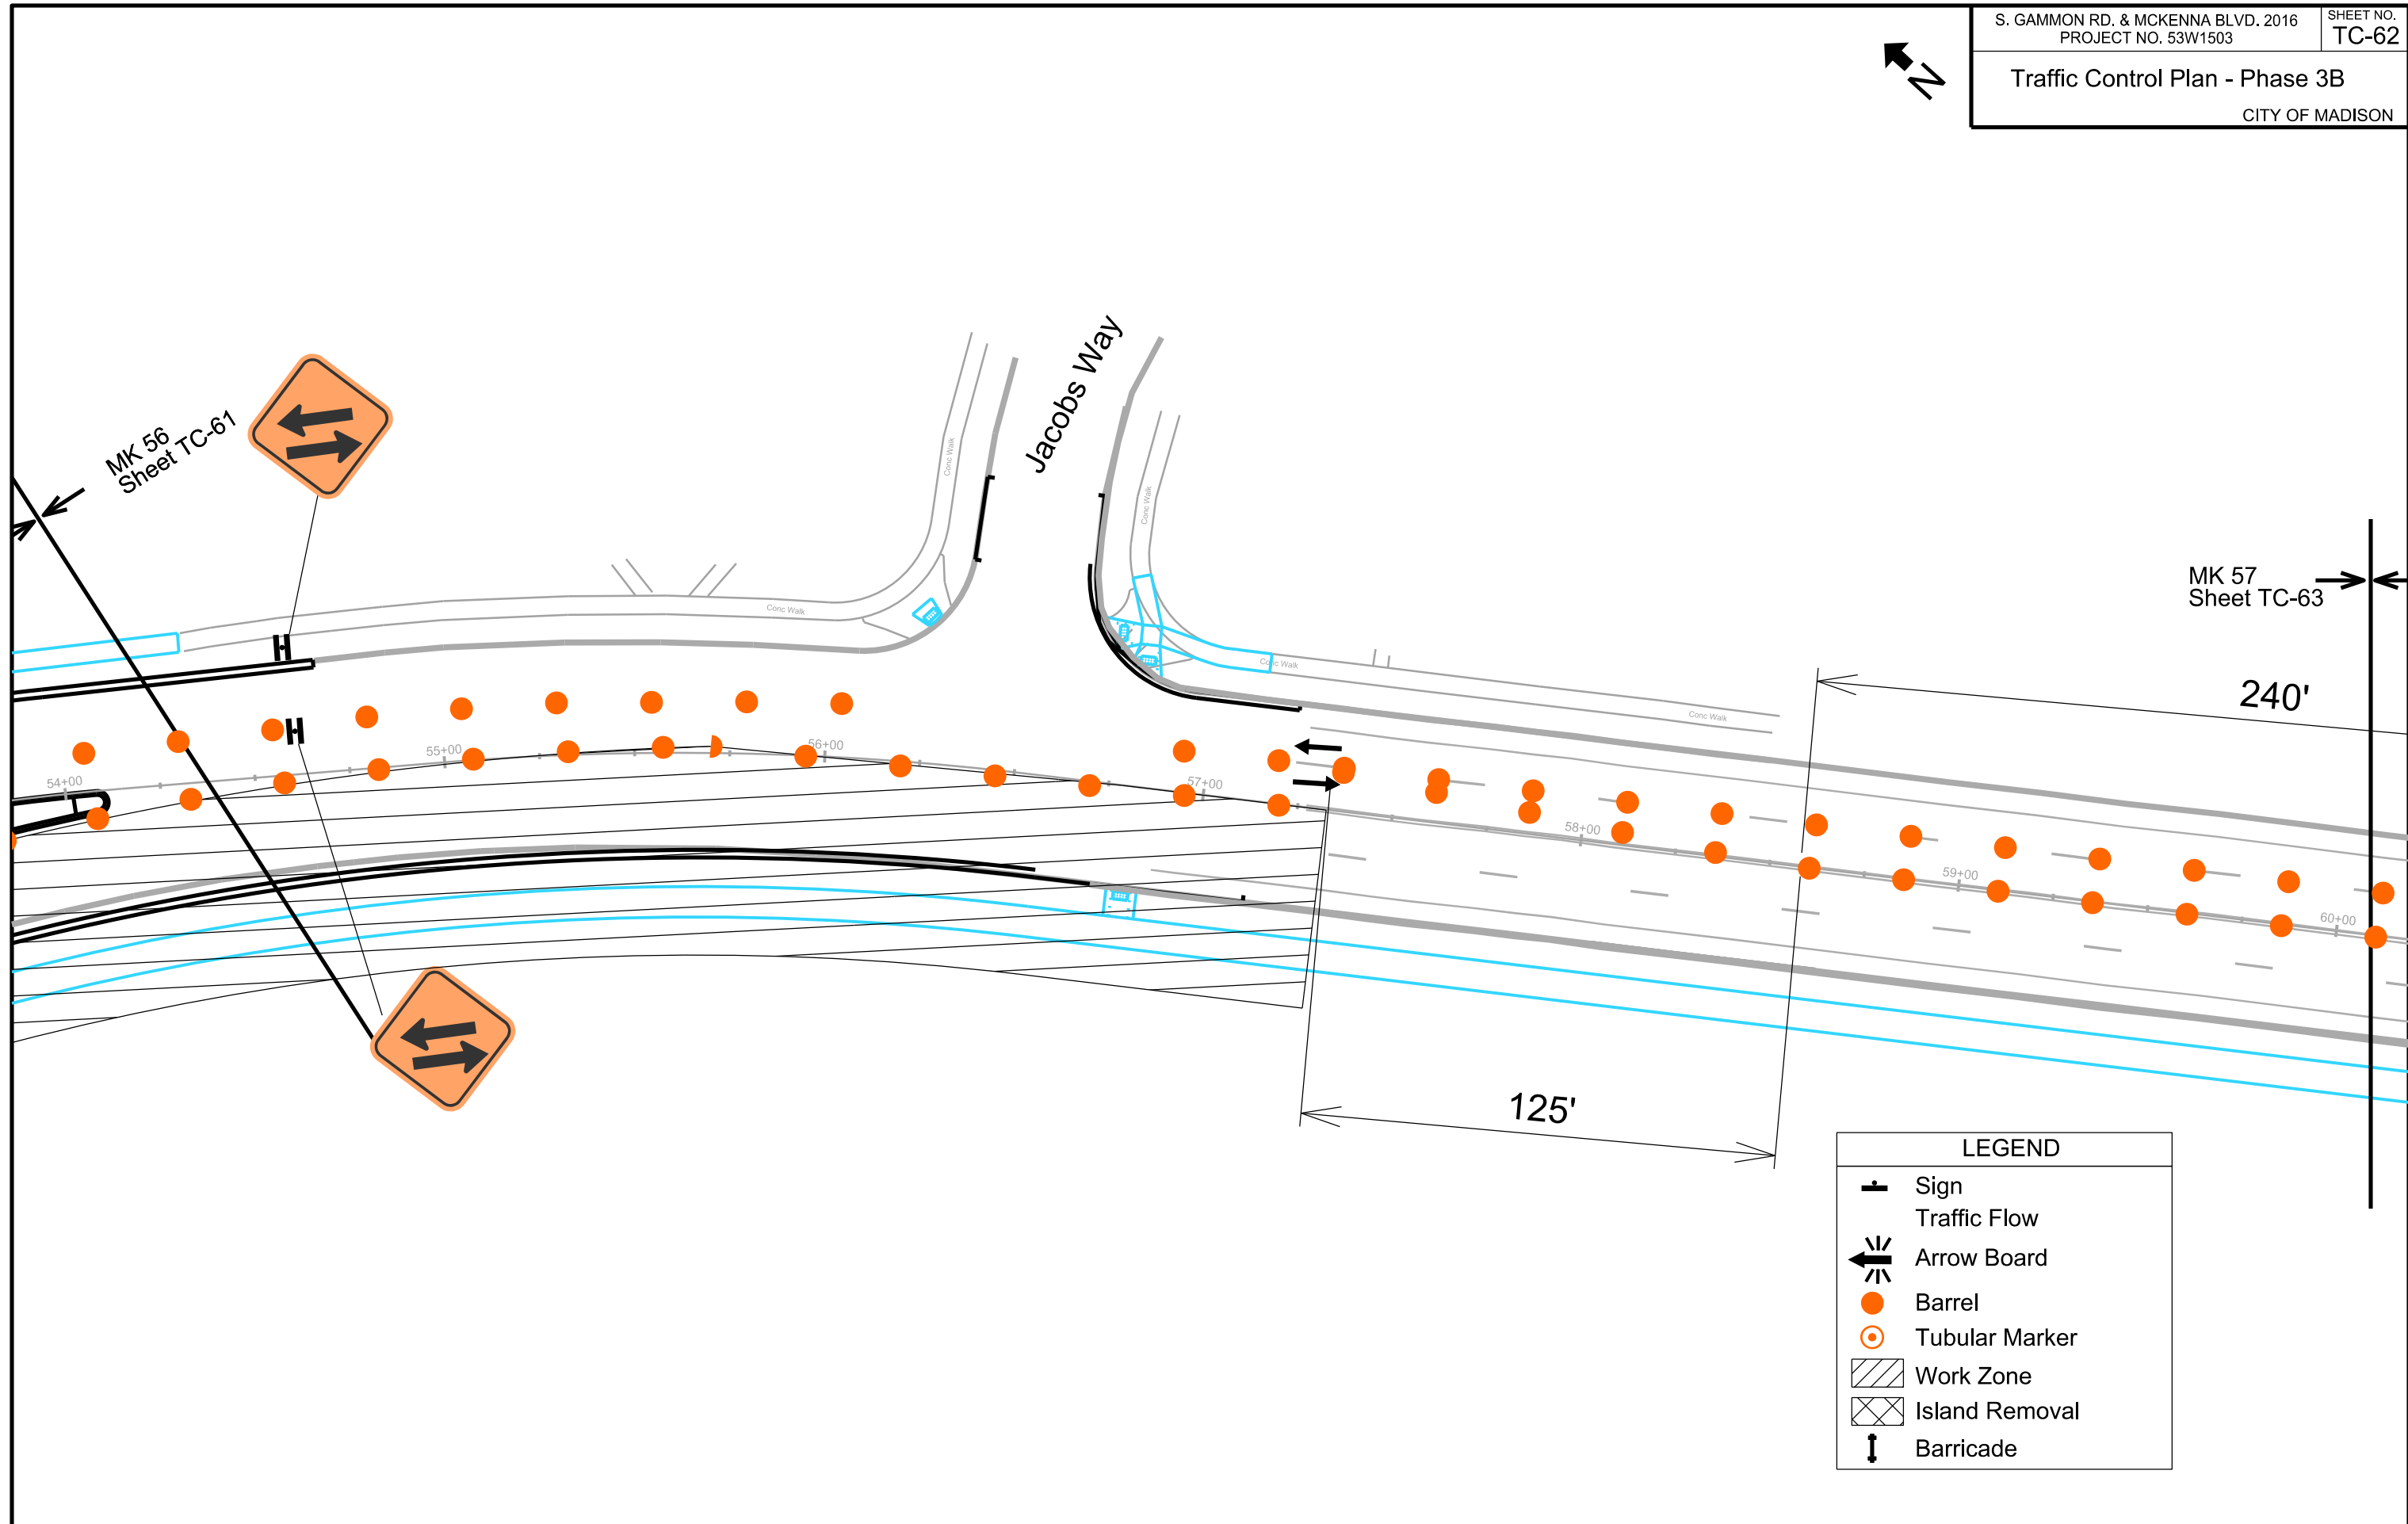 S. GAMMON RD. & MCKENNA BLVD. 2016
PROJECT NO. 53W1503
SHEET NO.
TC-62
Traffic Control Plan - Phase 3B
CITY OF MADISON
N
Jacobs Way
MK 56
Sheet TC-61
Conc Walk
Conc Walk
Conc Walk
Conc Walk
Conc Walk
MK 57
Sheet TC-63
240'
54+00
55+00
56+00
57+00
58+00
59+00
60+00
125'
LEGEND
Sign
Traffic Flow
Arrow Board
Barrel
Tubular Marker
Work Zone
Island Removal
Barricade